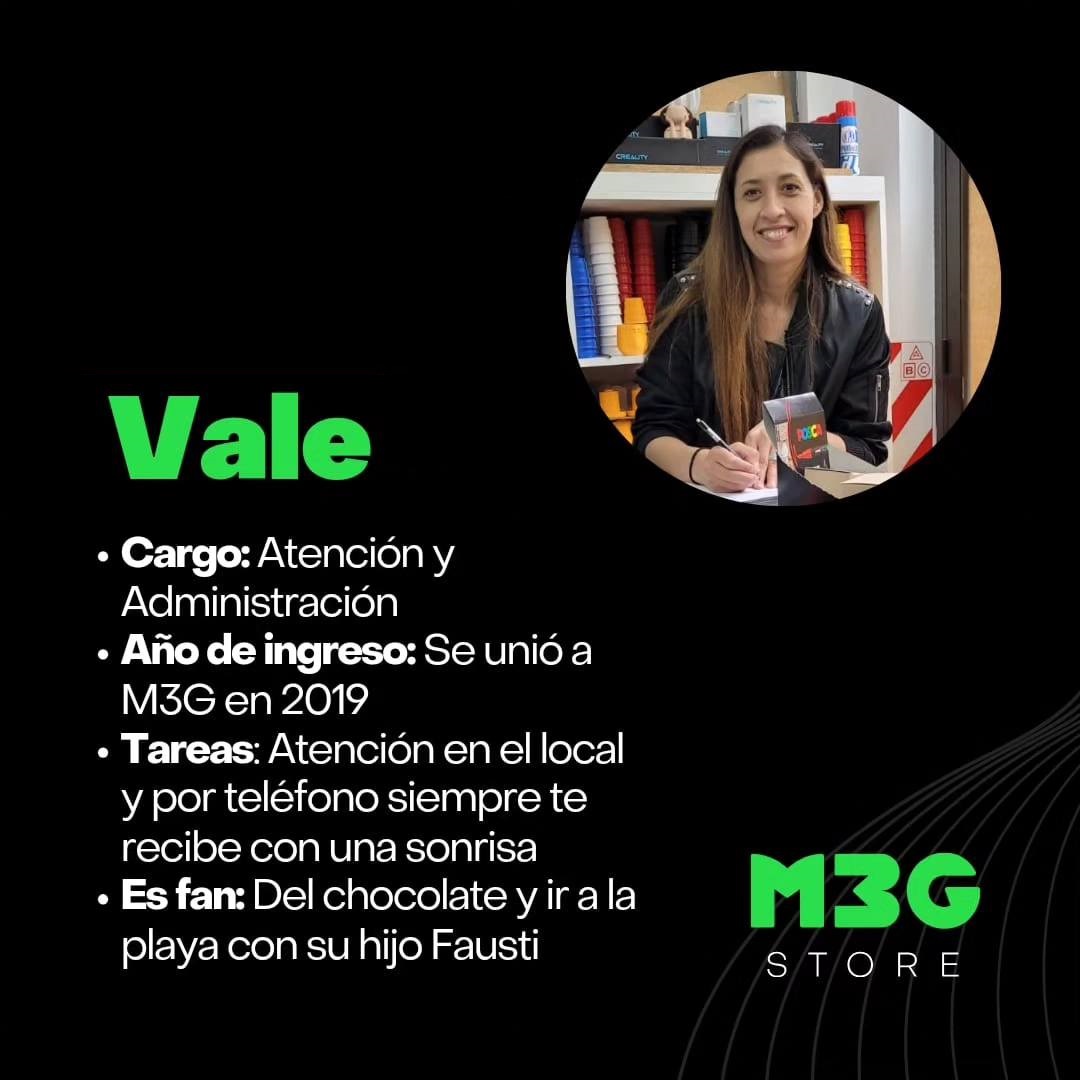 CREALITY
POSCA
A
B C
Vale
• Cargo: Atención y
Administración
• Año de ingreso: Se unió a
M3G en 2019
• Tareas: Atención en el local
y por teléfono siempre te
recibe con una sonrisa
• Es fan: Del chocolate y ir a la
playa con su hijo Fausti
M3G
STORE